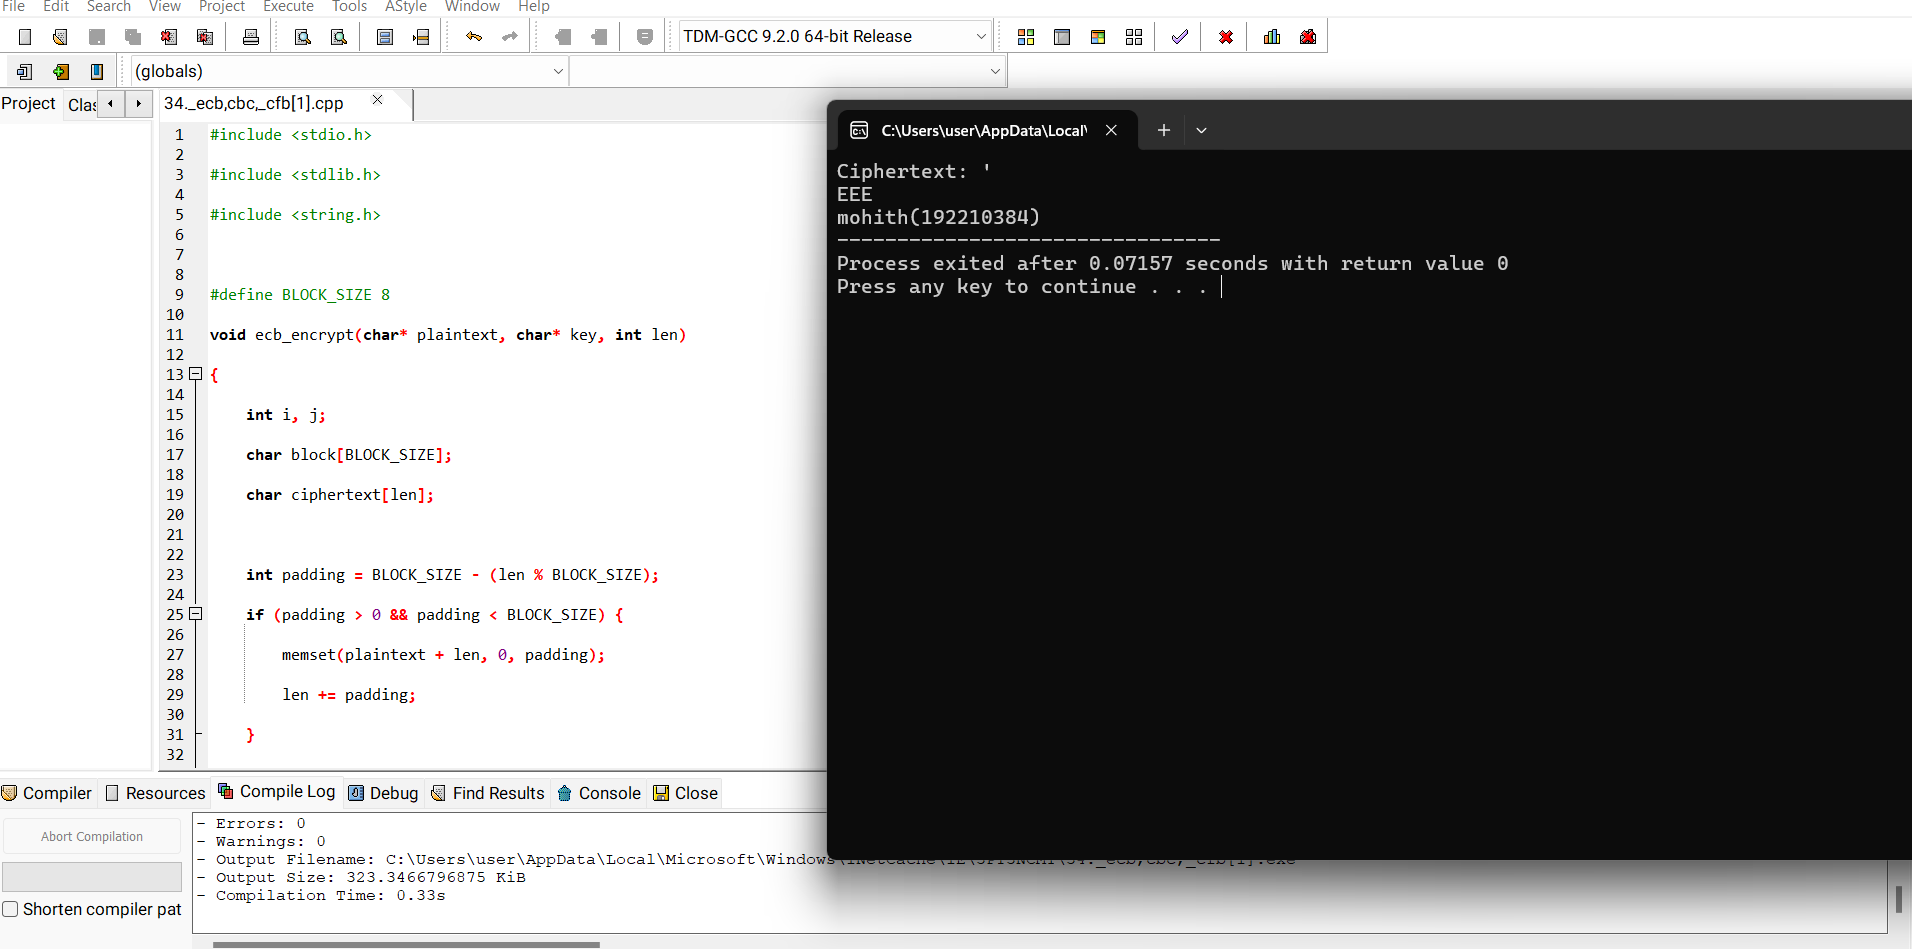 File Edit Search View Project Execute Tools AStyle Window Help
TDM-GCC 9.2.0 64-bit Release
(globals)
Project Clas 34._ecb,cbc,_cfb[1].cpp
1 #include <stdio.h>
2
3 #include <stdlib.h>
4
5 #include <string.h>
6
7
8
9 #define BLOCK_SIZE 8
10
11 void ecb_encrypt(char* plaintext, char* key, int len)
12
13 {
14
15 int i, j;
16
17 char block[BLOCK_SIZE];
18
19 char ciphertext[len];
20
21
22
23 int padding = BLOCK_SIZE - (len % BLOCK_SIZE);
24
25 if (padding > 0 && padding < BLOCK_SIZE) {
26
27 memset(plaintext + len, 0, padding);
28
29 len += padding;
30
31 }
32
C:\Users\user\AppData\Local\
Ciphertext: '
EEE
mohith(192210384)
--------------------------------
Process exited after 0.07157 seconds with return value 0
Press any key to continue . . .
Compiler Resources Compile Log Debug Find Results Console Close
Abort Compilation
Shorten compiler pat
- Errors: 0
- Warnings: 0
- Output Filename: C:\Users\user\AppData\Local\Microsoft\Windows\
- Output Size: 323.3466796875 KiB
- Compilation Time: 0.33s